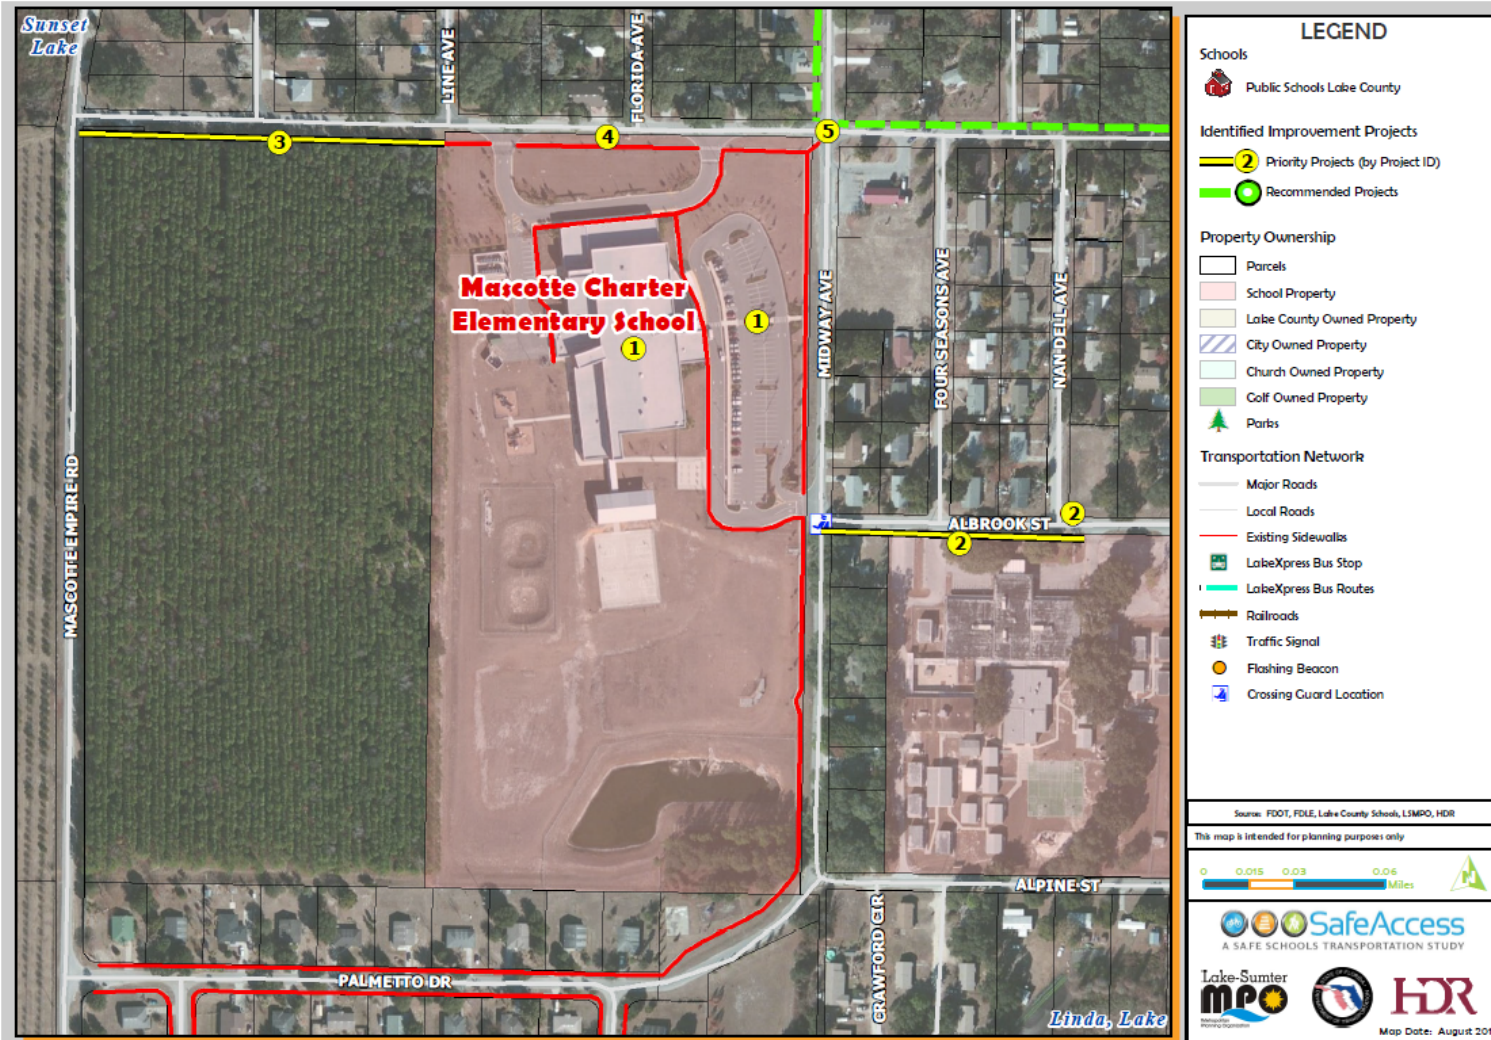 Sunset
Lake
LINE AVE
FLORIDA AVE
3
4
5
Mascotte Charter
Elementary School
1
1
MIDWAY AVE
FOUR SEASONS AVE
NAN DELL AVE
MASCOTTE EMPIRE RD
ALBROOK ST
2
2
ALPINE ST
CRAWFORD CIR
PALMETTO DR
Linda, Lake
LEGEND
Schools
Public Schools Lake County
Identified Improvement Projects
2 Priority Projects (by Project ID)
Recommended Projects
Property Ownership
Parcels
School Property
Lake County Owned Property
City Owned Property
Church Owned Property
Golf Owned Property
Parks
Transportation Network
Major Roads
Local Roads
Existing Sidewalks
LakeXpress Bus Stop
LakeXpress Bus Routes
Railroads
Traffic Signal
Flashing Beacon
Crossing Guard Location
Source: FDOT, FDLE, Lake County Schools, LSMPO, HDR
This map is intended for planning purposes only
0 0.015 0.03 0.06
Miles
N
SafeAccess
A SAFE SCHOOLS TRANSPORTATION STUDY
Lake-Sumter
MPO
Metropolitan
Planning Organization
HDR
Map Date: August 201